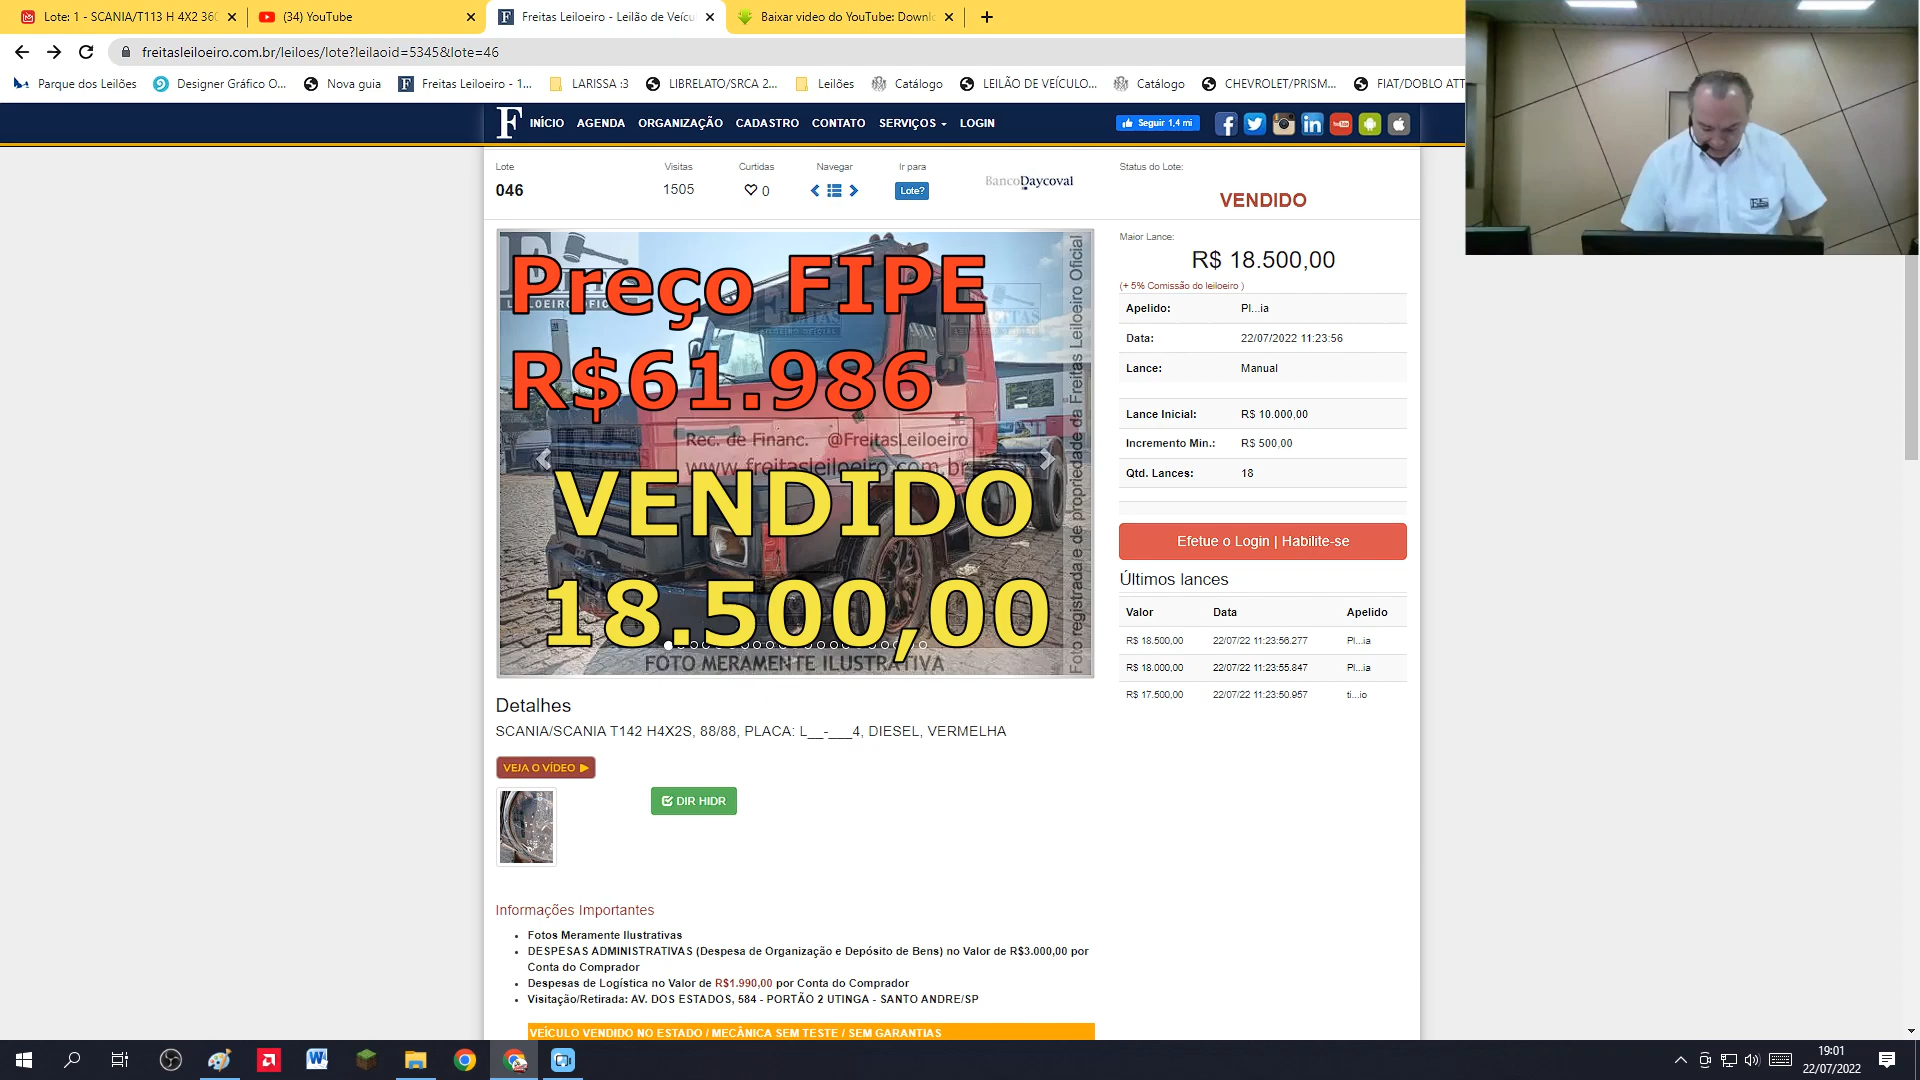 Lote: 1 - SCANIA/T113 H 4X2 360
(34) YouTube
Freitas Leiloeiro - Leilão de Veícu
Baixar video do YouTube: Downl
freitasleiloeiro.com.br/leiloes/lote?leilaoid=5345&lote=46
Parque dos Leilões
Designer Gráfico O...
Nova guia
Freitas Leiloeiro - 1...
LARISSA :3
LIBRELATO/SRCA 2...
Leilões
Catálogo
LEILÃO DE VEÍCULO...
Catálogo
CHEVROLET/PRISM...
FIAT/DOBLO ATT
F INÍCIO AGENDA ORGANIZAÇÃO CADASTRO CONTATO SERVIÇOS LOGIN
Seguir 1,4 mi
Lote Visitas Curtidas Navegar Ir para Status do Lote:
046 1505 0 Lote? BancoDaycoval VENDIDO
Preço FIPE
R$61.986
Rec. de Financ. @FreitasLeiloeiro
www.freitasleiloeiro.com.br
VENDIDO
18.500,00
FOTO MERAMENTE ILUSTRATIVA
Foto registrada e de propriedade da Freitas Leiloeiro Oficial
Maior Lance:
R$ 18.500,00
(+ 5% Comissão do leiloeiro )
Apelido: Pl...ia
Data: 22/07/2022 11:23:56
Lance: Manual
Lance Inicial: R$ 10.000,00
Incremento Min.: R$ 500,00
Qtd. Lances: 18
Efetue o Login | Habilite-se
Últimos lances
Valor Data Apelido
R$ 18.500,00 22/07/22 11:23:56.277 Pl...ia
R$ 18.000,00 22/07/22 11:23:55.847 Pl...ia
R$ 17.500,00 22/07/22 11:23:50.957 ti...io
Detalhes
SCANIA/SCANIA T142 H4X2S, 88/88, PLACA: L__-___4, DIESEL, VERMELHA
VEJA O VÍDEO
DIR HIDR
Informações Importantes
Fotos Meramente Ilustrativas
DESPESAS ADMINISTRATIVAS (Despesa de Organização e Depósito de Bens) no Valor de R$3.000,00 por
Conta do Comprador
Despesas de Logística no Valor de R$1.990,00 por Conta do Comprador
Visitação/Retirada: AV. DOS ESTADOS, 584 - PORTÃO 2 UTINGA - SANTO ANDRE/SP
VEÍCULO VENDIDO NO ESTADO / MECÂNICA SEM TESTE / SEM GARANTIAS
19:01
22/07/2022